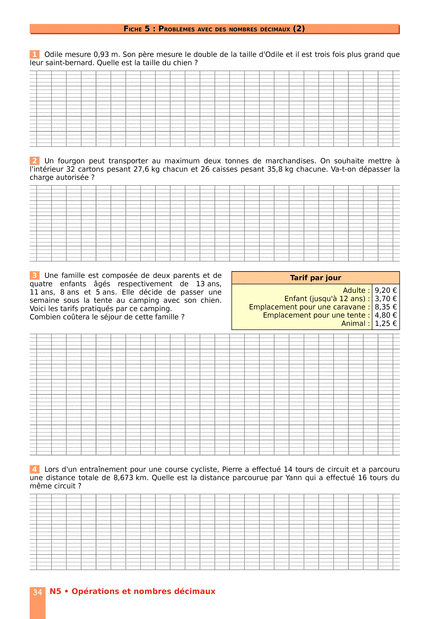 FICHE 5 : PROBLÈMES AVEC DES NOMBRES DÉCIMAUX (2)
1 Odile mesure 0,93 m. Son père mesure le double de la taille d'Odile et il est trois fois plus grand que
leur saint-bernard. Quelle est la taille du chien ?
2 Un fourgon peut transporter au maximum deux tonnes de marchandises. On souhaite mettre à
l'intérieur 32 cartons pesant 27,6 kg chacun et 26 caisses pesant 35,8 kg chacune. Va-t-on dépasser la
charge autorisée ?
3 Une famille est composée de deux parents et de
quatre enfants âgés respectivement de 13 ans,
11 ans, 8 ans et 5 ans. Elle décide de passer une
semaine sous la tente au camping avec son chien.
Voici les tarifs pratiqués par ce camping.
Combien coûtera le séjour de cette famille ?
Tarif par jour
Adulte : 9,20 €
Enfant (jusqu'à 12 ans) : 3,70 €
Emplacement pour une caravane : 8,35 €
Emplacement pour une tente : 4,80 €
Animal : 1,25 €
4 Lors d'un entraînement pour une course cycliste, Pierre a effectué 14 tours de circuit et a parcouru
une distance totale de 8,673 km. Quelle est la distance parcourue par Yann qui a effectué 16 tours du
même circuit ?
34 N5 • Opérations et nombres décimaux